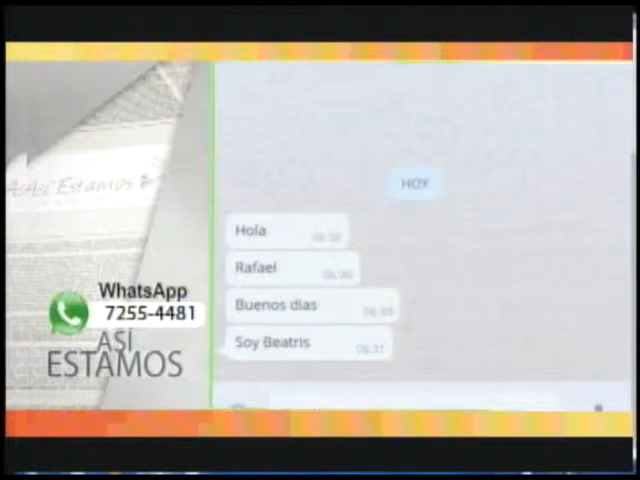 Así Estamos
HOY
Hola 06:30
Rafael 06:30
Buenos dias 06:30
Soy Beatris 06:31
WhatsApp
7255-4481
ASÍ
ESTAMOS